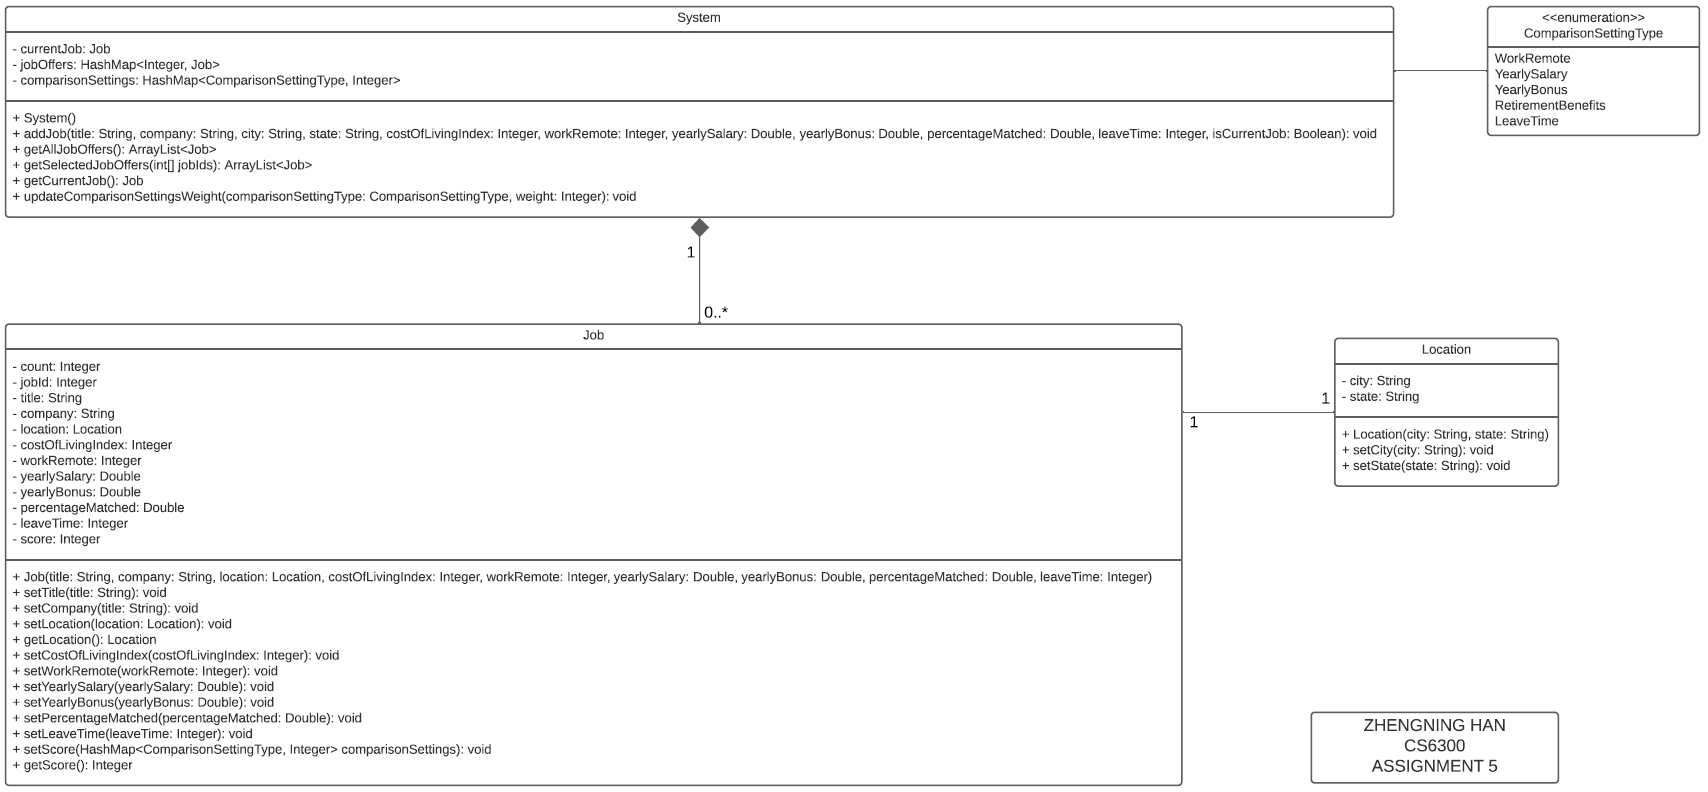 System
- currentJob: Job
- jobOffers: HashMap<Integer, Job>
- comparisonSettings: HashMap<ComparisonSettingType, Integer>
+ System()
+ addJob(title: String, company: String, city: String, state: String, costOfLivingIndex: Integer, workRemote: Integer, yearlySalary: Double, yearlyBonus: Double, percentageMatched: Double, leaveTime: Integer, isCurrentJob: Boolean): void
+ getAllJobOffers(): ArrayList<Job>
+ getSelectedJobOffers(int[] jobIds): ArrayList<Job>
+ getCurrentJob(): Job
+ updateComparisonSettingsWeight(comparisonSettingType: ComparisonSettingType, weight: Integer): void
<<enumeration>>
ComparisonSettingType
WorkRemote
YearlySalary
YearlyBonus
RetirementBenefits
LeaveTime
1
0..*
Job
- count: Integer
- jobId: Integer
- title: String
- company: String
- location: Location
- costOfLivingIndex: Integer
- workRemote: Integer
- yearlySalary: Double
- yearlyBonus: Double
- percentageMatched: Double
- leaveTime: Integer
- score: Integer
+ Job(title: String, company: String, location: Location, costOfLivingIndex: Integer, workRemote: Integer, yearlySalary: Double, yearlyBonus: Double, percentageMatched: Double, leaveTime: Integer)
+ setTitle(title: String): void
+ setCompany(title: String): void
+ setLocation(location: Location): void
+ getLocation(): Location
+ setCostOfLivingIndex(costOfLivingIndex: Integer): void
+ setWorkRemote(workRemote: Integer): void
+ setYearlySalary(yearlySalary: Double): void
+ setYearlyBonus(yearlyBonus: Double): void
+ setPercentageMatched(percentageMatched: Double): void
+ setLeaveTime(leaveTime: Integer): void
+ setScore(HashMap<ComparisonSettingType, Integer> comparisonSettings): void
+ getScore(): Integer
1
1
Location
- city: String
- state: String
+ Location(city: String, state: String)
+ setCity(city: String): void
+ setState(state: String): void
ZHENGNING HAN
CS6300
ASSIGNMENT 5